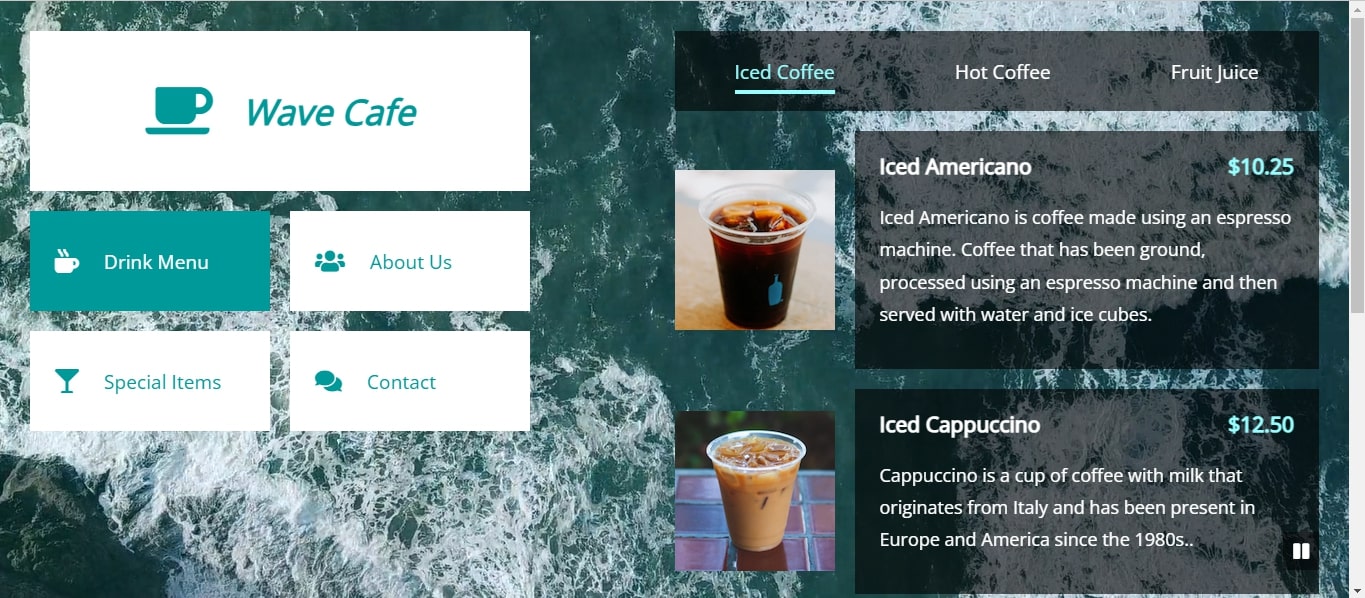 Wave Cafe
Drink Menu
About Us
Special Items
Contact
Iced Coffee
Hot Coffee
Fruit Juice
Iced Americano
$10.25
Iced Americano is coffee made using an espresso
machine. Coffee that has been ground,
processed using an espresso machine and then
served with water and ice cubes.
Iced Cappuccino
$12.50
Cappuccino is a cup of coffee with milk that
originates from Italy and has been present in
Europe and America since the 1980s..